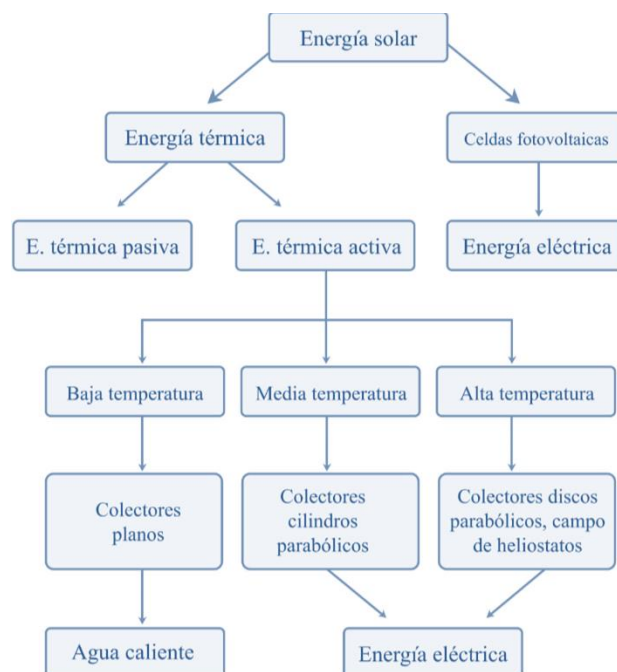 Energía solar
Energía térmica
Celdas fotovoltaicas
E. térmica pasiva
E. térmica activa
Energía eléctrica
Baja temperatura
Media temperatura
Alta temperatura
Colectores
planos
Colectores
cilindros
parabólicos
Colectores discos
parabólicos, campo
de heliostatos
Agua caliente
Energía eléctrica